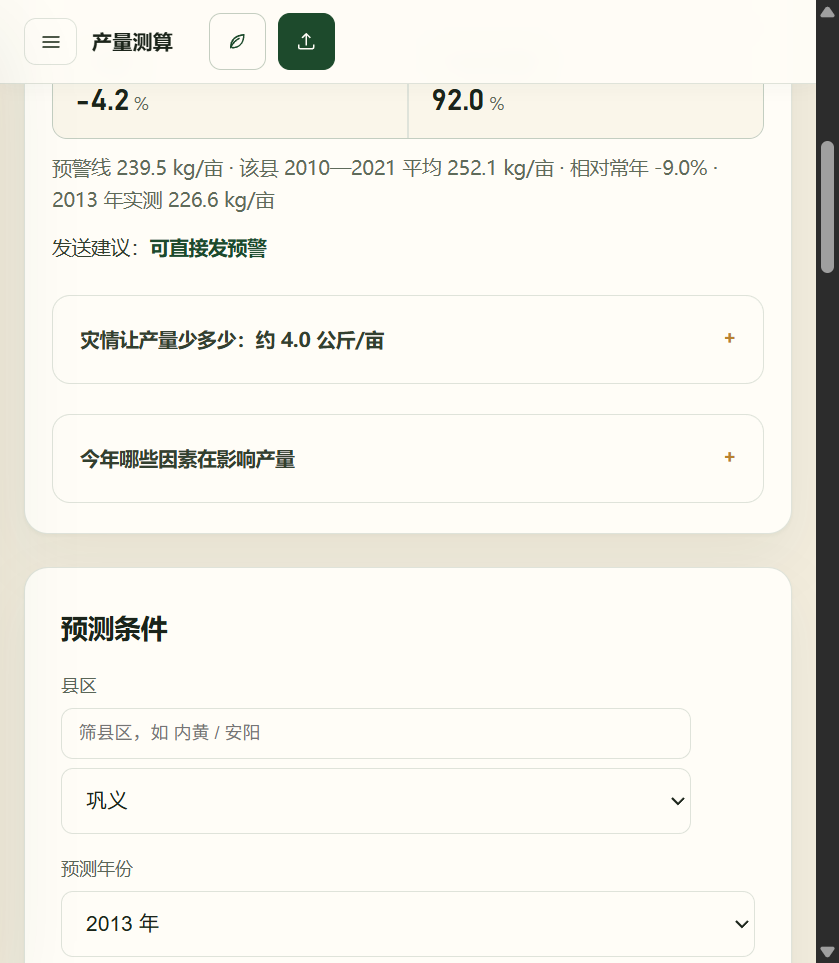 产量测算
-4.2 %
92.0 %
预警线 239.5 kg/亩 · 该县 2010—2021 平均 252.1 kg/亩 · 相对常年 -9.0% ·
2013 年实测 226.6 kg/亩
发送建议：可直接发预警
灾情让产量少多少：约 4.0 公斤/亩
+
今年哪些因素在影响产量
+
预测条件
县区
筛县区，如 内黄 / 安阳
巩义
预测年份
2013 年